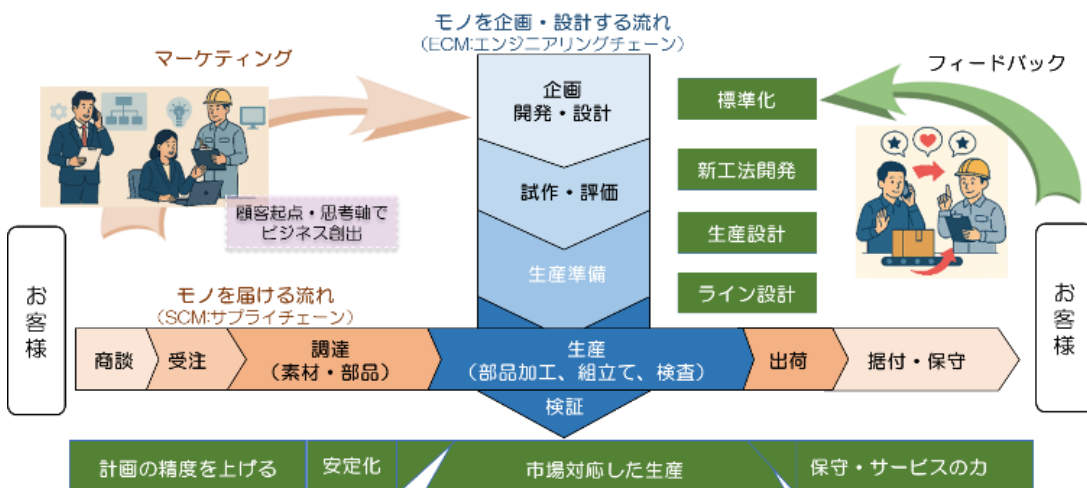 モノを企画・設計する流れ
(ECM:エンジニアリングチェーン)
マーケティング
フィードバック
企画
開発・設計
標準化
試作・評価
新工法開発
顧客起点・思考軸で
ビジネス創出
生産設計
生産準備
ライン設計
お客様
お客様
モノを届ける流れ
(SCM:サプライチェーン)
商談
受注
調達
(素材・部品)
生産
(部品加工、組立て、検査)
出荷
据付・保守
検証
計画の精度を上げる
安定化
市場対応した生産
保守・サービスの力